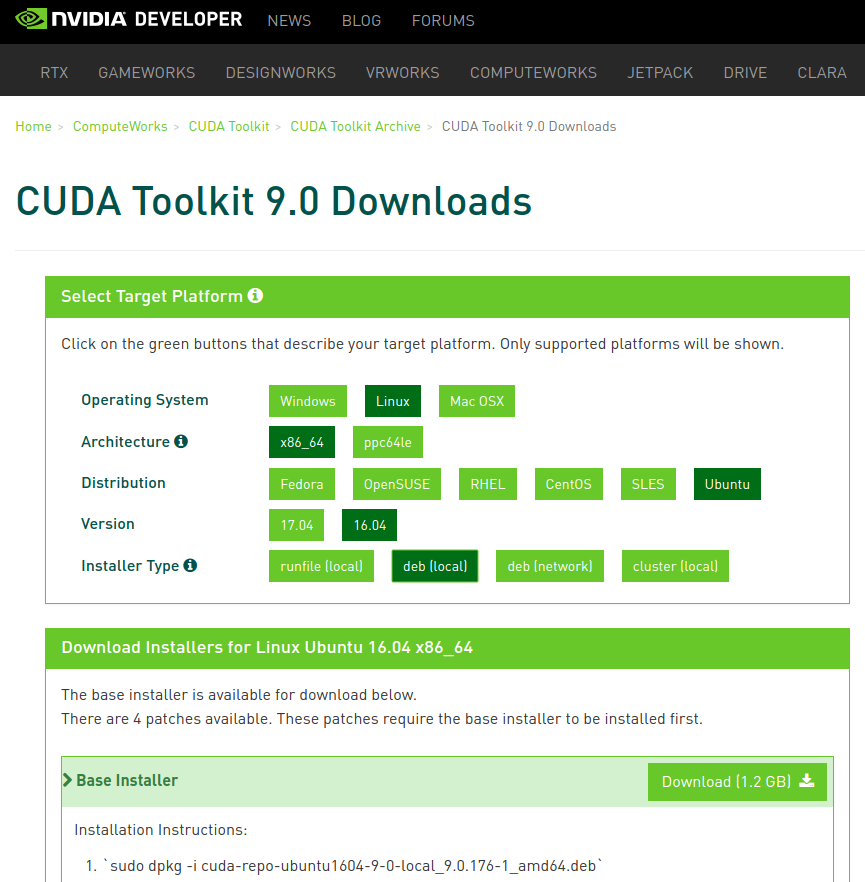 NVIDIA DEVELOPER NEWS BLOG FORUMS
RTX GAMEWORKS DESIGNWORKS VRWORKS COMPUTEWORKS JETPACK DRIVE CLARA
Home > ComputeWorks > CUDA Toolkit > CUDA Toolkit Archive > CUDA Toolkit 9.0 Downloads
CUDA Toolkit 9.0 Downloads
Select Target Platform
Click on the green buttons that describe your target platform. Only supported platforms will be shown.
Operating System Windows Linux Mac OSX
Architecture x86_64 ppc64le
Distribution Fedora OpenSUSE RHEL CentOS SLES Ubuntu
Version 17.04 16.04
Installer Type runfile (local) deb (local) deb (network) cluster (local)
Download Installers for Linux Ubuntu 16.04 x86_64
The base installer is available for download below.
There are 4 patches available. These patches require the base installer to be installed first.
Base Installer Download (1.2 GB)
Installation Instructions:
1. `sudo dpkg -i cuda-repo-ubuntu1604-9-0-local_9.0.176-1_amd64.deb`